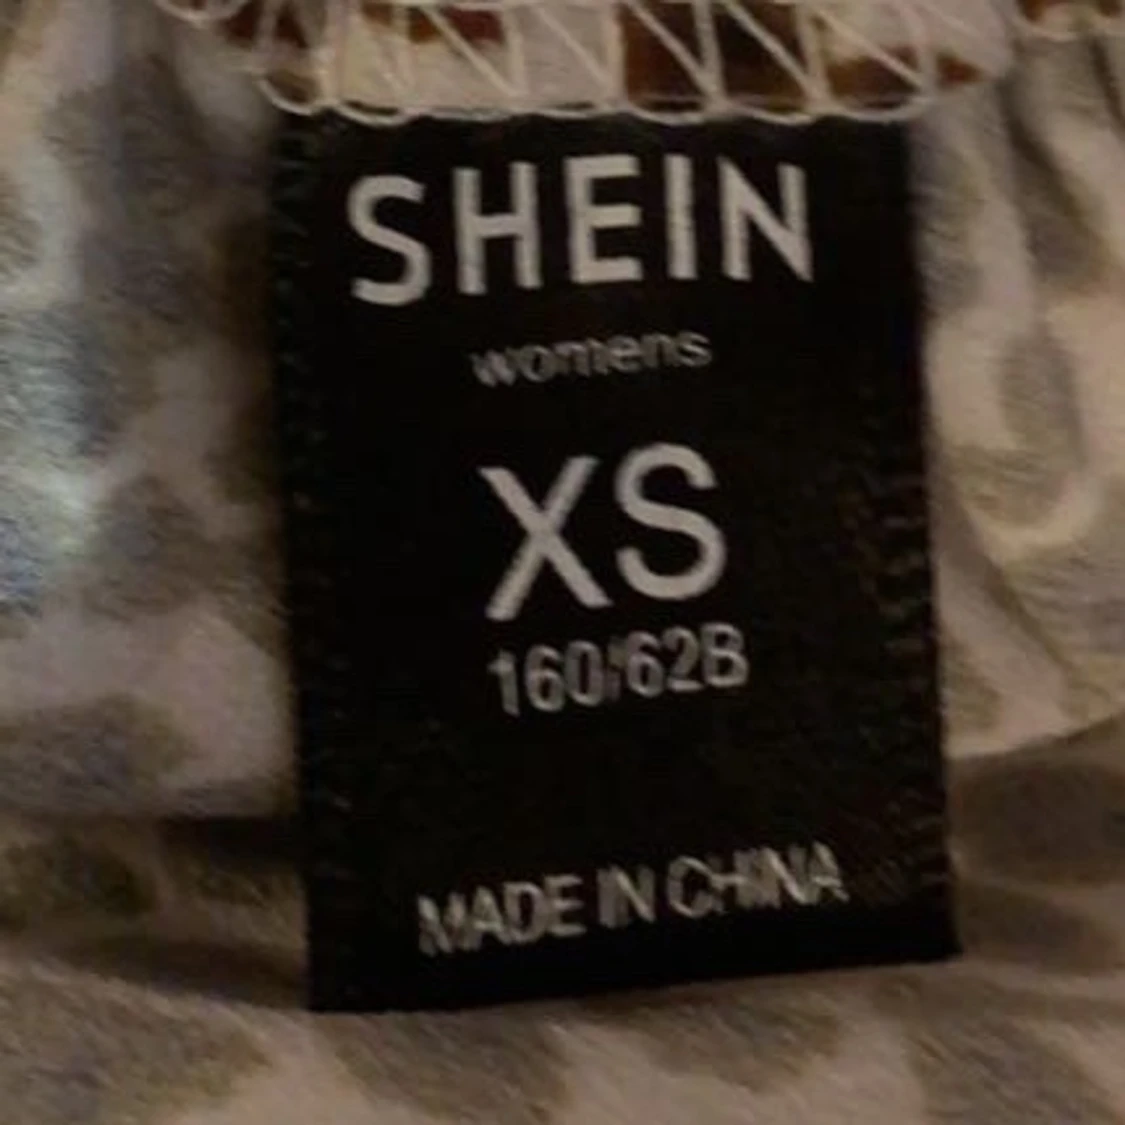 SHEIN
womens
XS
160/62B
MADE IN CHINA